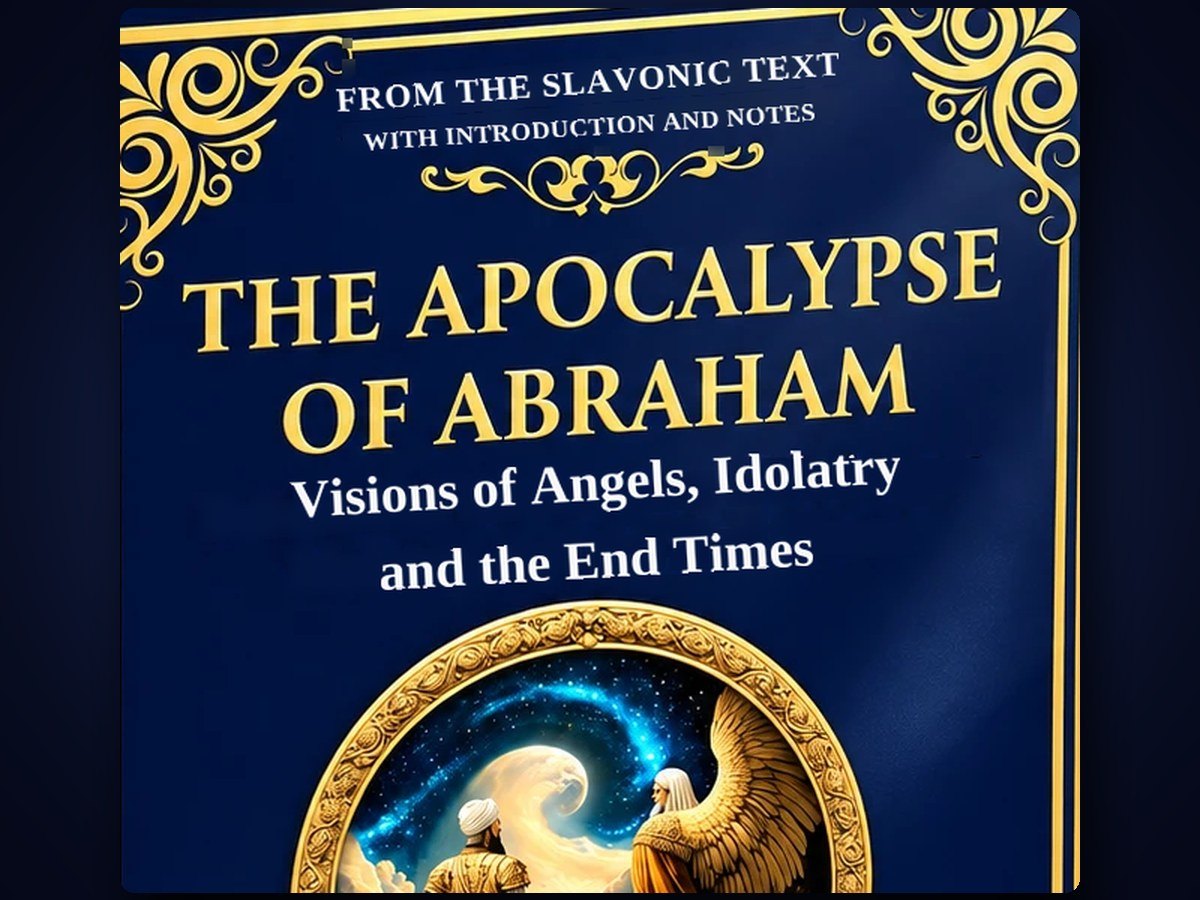 FROM THE SLAVONIC TEXT
WITH INTRODUCTION AND NOTES
THE APOCALYPSE
OF ABRAHAM
Visions of Angels, Idolatry
and the End Times